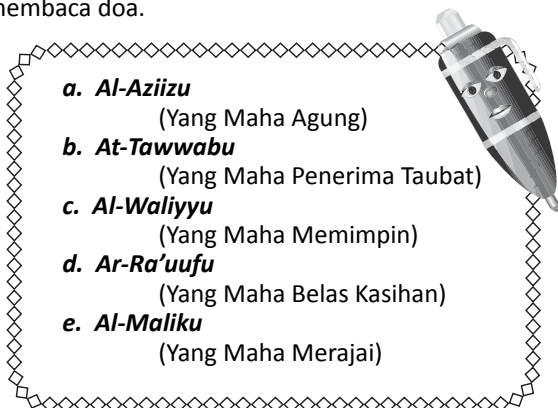 membaca doa.
a. Al-Aziizu
(Yang Maha Agung)
b. At-Tawwabu
(Yang Maha Penerima Taubat)
c. Al-Waliyyu
(Yang Maha Memimpin)
d. Ar-Ra'uufu
(Yang Maha Belas Kasihan)
e. Al-Maliku
(Yang Maha Merajai)